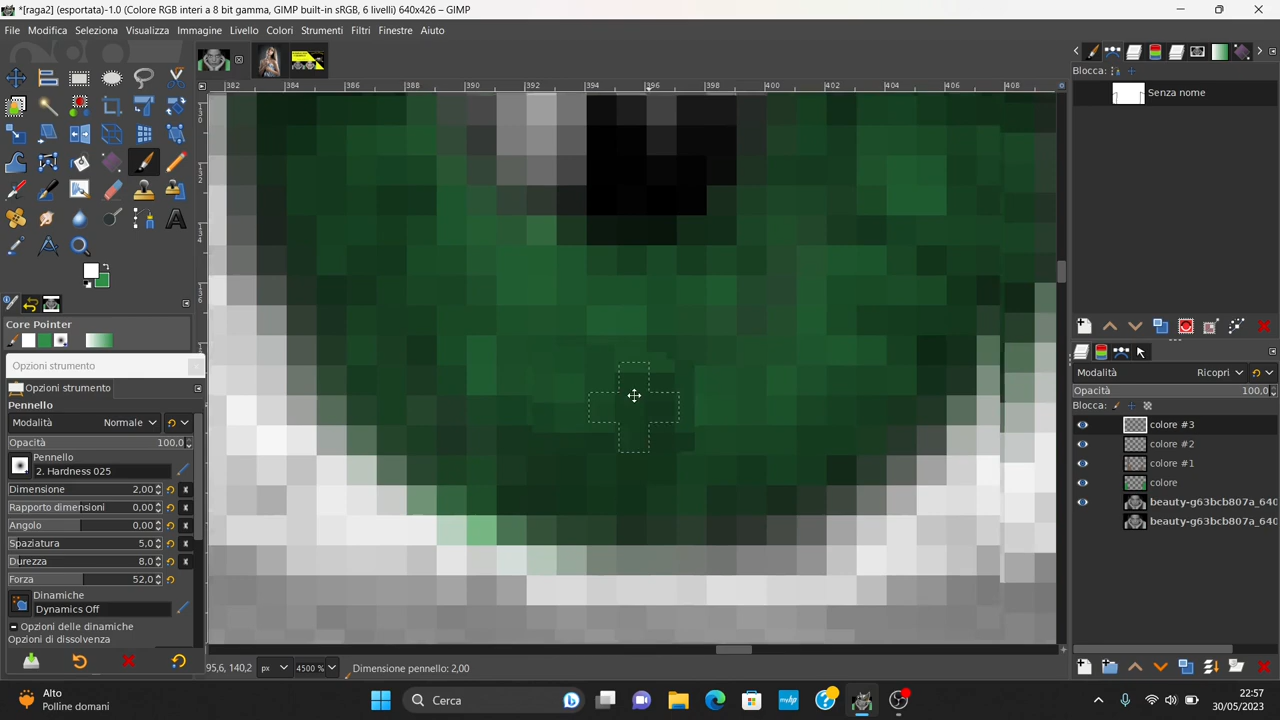 *[raga2] (esportata)-1.0 (Colore RGB interi a 8 bit gamma, GIMP built-in sRGB, 6 livelli) 640x426 – GIMP
File Modifica Seleziona Visualizza Immagine Livello Colori Strumenti Filtri Finestre Aiuto
382 384 386 388 390 392 394 396 398 400 402 404 406 408
Blocca:
Senza nome
Core Pointer
Opzioni strumento
Opzioni strumento
Pennello
Modalità Normale
Opacità 100,0
Pennello
2. Hardness 025
Dimensione 2,00
Rapporto dimensioni 0,00
Angolo 0,00
Spaziatura 5,0
Durezza 8,0
Forza 52,0
Dinamiche
Dynamics Off
Opzioni delle dinamiche
Opzioni di dissolvenza
Modalità Ricopri
Opacità 100,0
Blocca:
colore #3
colore #2
colore #1
colore
beauty-g63bcb807a_640
beauty-g63bcb807a_640
95,6, 140,2 px 4500 % Dimensione pennello: 2,00
Alto
Polline domani
Cerca
22:57
30/05/2023